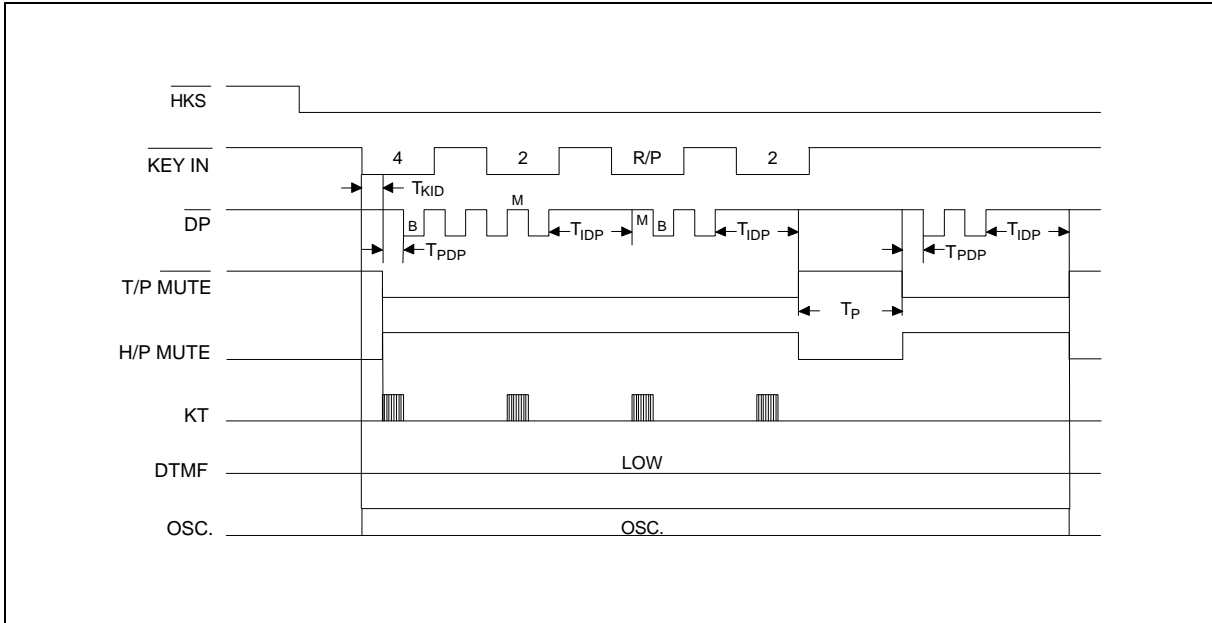 HKS
KEY IN
4 2 R/P 2
TKID
M
DP
B TIDP M B TIDP TIDP
TPDP TPDP
T/P MUTE
TP
H/P MUTE
KT
DTMF LOW
OSC. OSC.